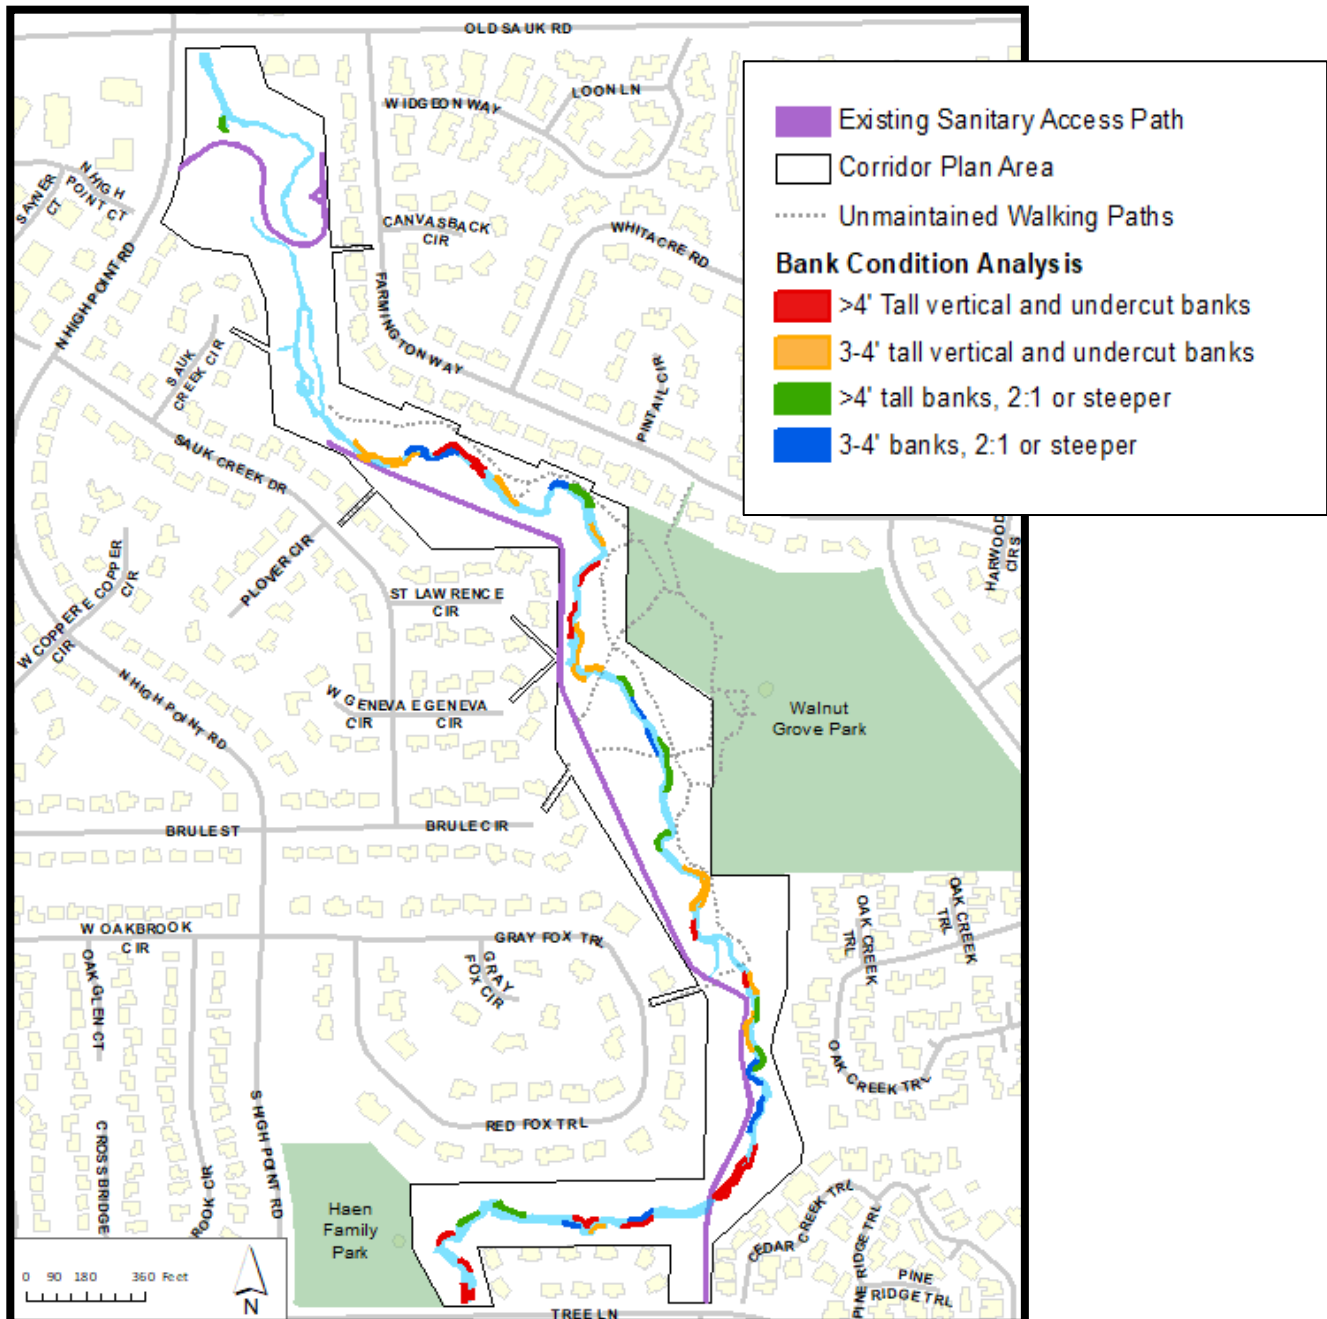 OLD SAUK RD
WIDGEON WAY
LOON LN
Existing Sanitary Access Path
Corridor Plan Area
Unmaintained Walking Paths
Bank Condition Analysis
>4' Tall vertical and undercut banks
3-4' tall vertical and undercut banks
>4' tall banks, 2:1 or steeper
3-4' banks, 2:1 or steeper
N HIGH
POINT CT
SAYNER
CT
CANVASBACK
CIR
WHITACRE RD
N HIGH POINT RD
FARMINGTON WAY
SAUK
CREEK CIR
PINTAIL CIR
SAUK CREEK DR
HARWOOD
CIRS
PLOVER CIR
W COPPER E COPPER
CIR
CIR
ST LAWRENCE
CIR
N HIGH POINT RD
W GENEVA E GENEVA
CIR
CIR
Walnut
Grove Park
BRULE ST
BRULE CIR
W OAKBROOK
CIR
GRAY FOX TRL
GRAY
FOX CIR
OAK GLEN CT
OAK CREEK
TRL
OAK CREEK
TRL
OAK CREEK TRL
RED FOX TRL
S HIGH POINT RD
CROSSBRIDGE
ROOK CIR
Haen
Family
Park
CEDAR CREEK TRL
PINE RIDGE TRL
PINE
RIDGE TRL
0 90 180 360 Feet
N
TREE LN